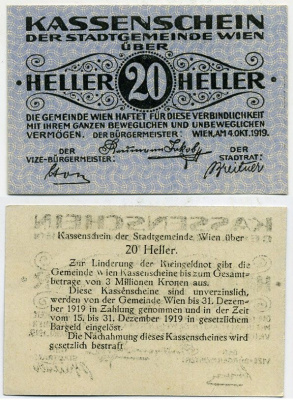 KASSENSCHEIN
DER STADTGEMEINDE WIEN
ÜBER
HELLER 20 HELLER
DIE GEMEINDE WIEN HAFTET FÜR DIESE VERBINDLICHKEIT
MIT IHREM GANZEN BEWEGLICHEN UND UNBEWEGLICHEN
VERMÖGEN. DER BÜRGERMEISTER: WIEN, AM 4.OKT.1919.
DER
VIZE-BÜRGERMEISTER:
DER
STADTRAT:
Breitner
Kassenschein der Stadtgemeinde Wien über
20 Heller.
Zur Linderung der Kleingeldnot gibt die
Gemeinde Wien Kassenscheine bis zum Gesamt-
betrage von 3 Millionen Kronen aus.
Diese Kassenscheine sind unverzinslich,
werden von der Gemeinde Wien bis 31. Dezem-
ber 1919 in Zahlung genommen und in der Zeit
vom 15. bis 31. Dezember 1919 in gesetzlichem
Bargeld eingelöst.
Die Nachahmung dieses Kassenscheines wird
gesetzlich bestraft.